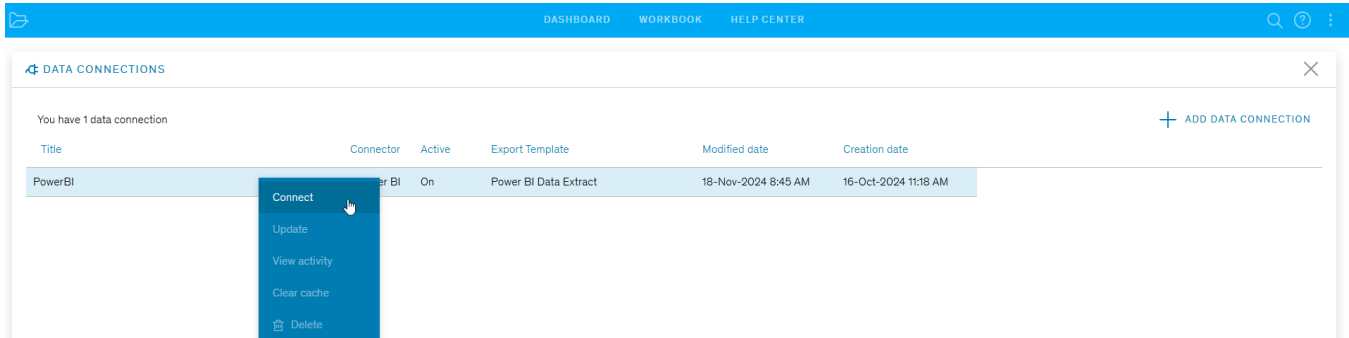 DASHBOARD WORKBOOK HELP CENTER
DATA CONNECTIONS
You have 1 data connection
ADD DATA CONNECTION
Title Connector Active Export Template Modified date Creation date
PowerBI er BI On Power BI Data Extract 18-Nov-2024 8:45 AM 16-Oct-2024 11:18 AM
Connect
Update
View activity
Clear cache
Delete